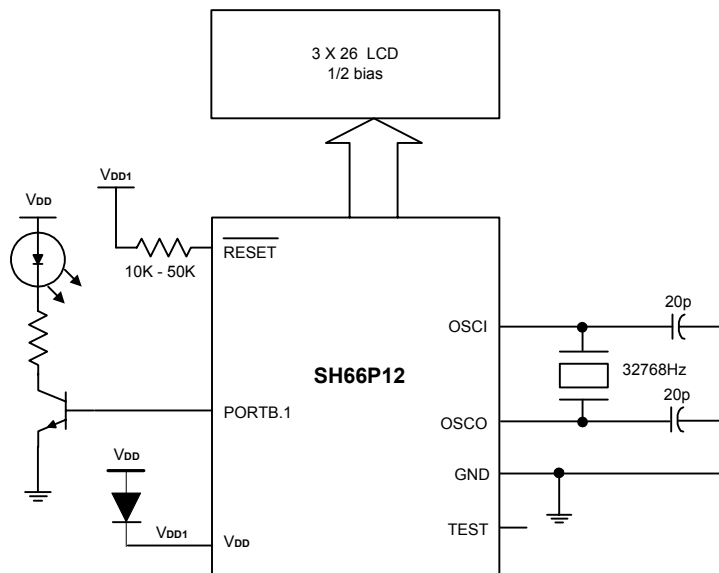 3 X 26 LCD
1/2 bias
VDD1
VDD
RESET
10K - 50K
20p
OSCI
SH66P12
32768Hz
20p
PORTB.1
OSCO
VDD
GND
VDD1
VDD
TEST